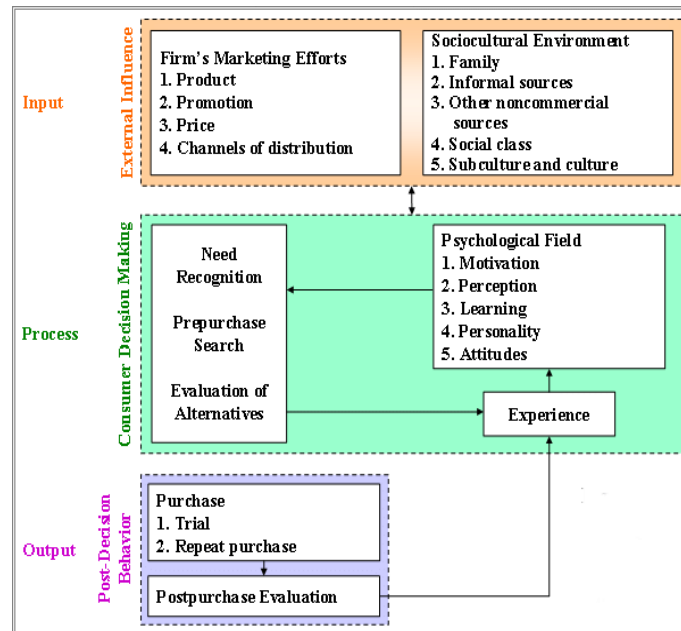 Input
External Influence
Firm's Marketing Efforts
1. Product
2. Promotion
3. Price
4. Channels of distribution
Sociocultural Environment
1. Family
2. Informal sources
3. Other noncommercial
sources
4. Social class
5. Subculture and culture
Process
Consumer Decision Making
Need
Recognition
Prepurchase
Search
Evaluation of
Alternatives
Psychological Field
1. Motivation
2. Perception
3. Learning
4. Personality
5. Attitudes
Experience
Output
Post-Decision
Behavior
Purchase
1. Trial
2. Repeat purchase
Postpurchase Evaluation